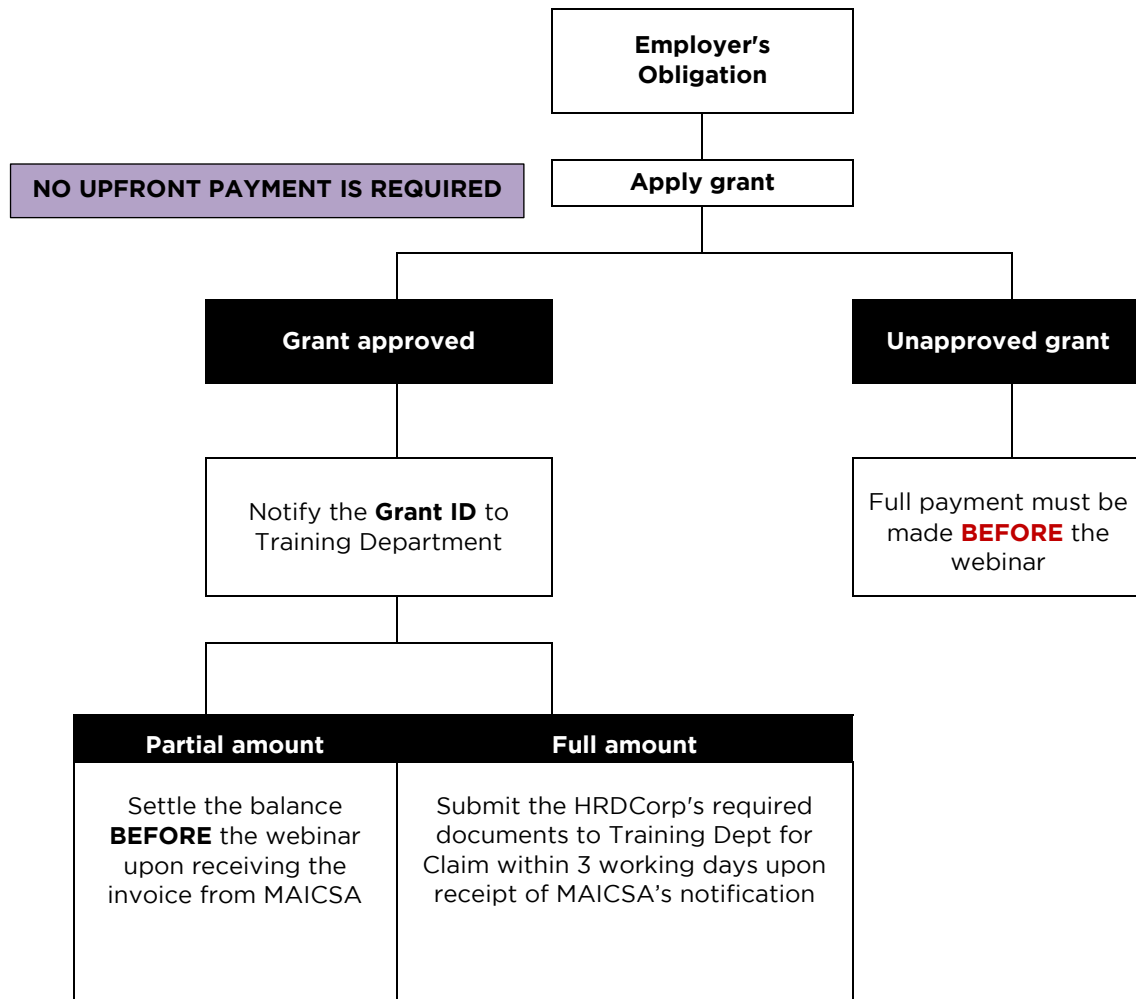 Employer's
Obligation
NO UPFRONT PAYMENT IS REQUIRED
Apply grant
Grant approved
Unapproved grant
Notify the Grant ID to
Training Department
Full payment must be
made BEFORE the
webinar
Partial amount
Full amount
Settle the balance
BEFORE the webinar
upon receiving the
invoice from MAICSA
Submit the HRDCorp's required
documents to Training Dept for
Claim within 3 working days upon
receipt of MAICSA’s notification